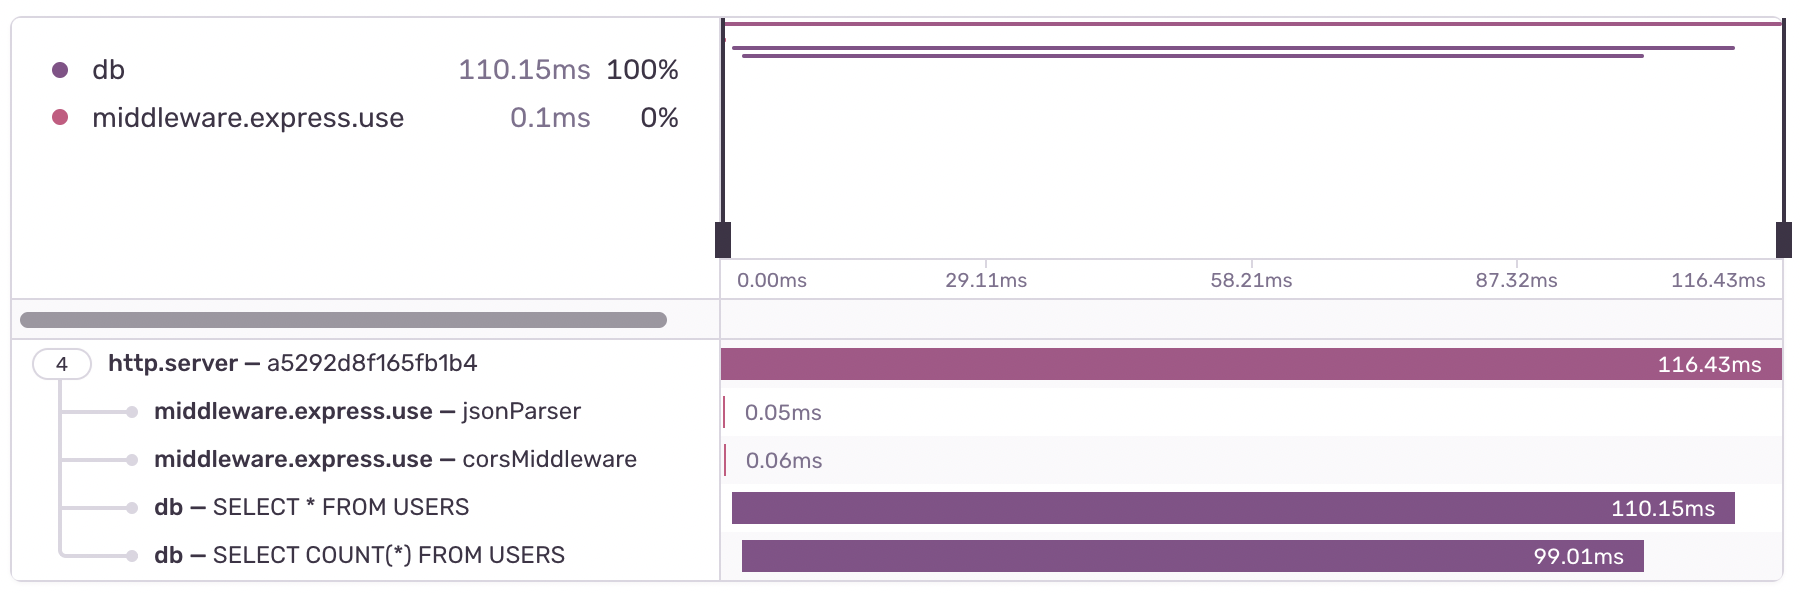 db 110.15ms 100%
middleware.express.use 0.1ms 0%
0.00ms 29.11ms 58.21ms 87.32ms 116.43ms
4 http.server — a5292d8f165fb1b4 116.43ms
middleware.express.use — jsonParser 0.05ms
middleware.express.use — corsMiddleware 0.06ms
db — SELECT * FROM USERS 110.15ms
db — SELECT COUNT(*) FROM USERS 99.01ms